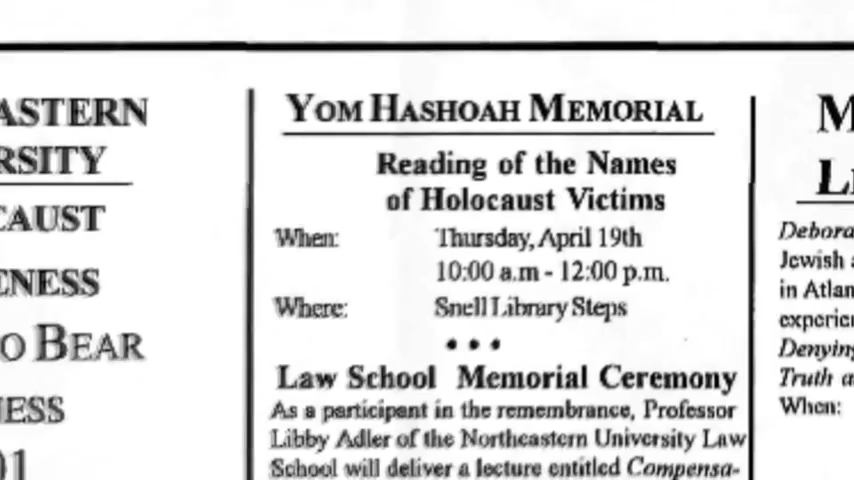 ASTERN
RSITY
CAUST
ENESS
O BEAR
NESS
01
YOM HASHOAH MEMORIAL
Reading of the Names
of Holocaust Victims
When: Thursday, April 19th
10:00 a.m - 12:00 p.m.
Where: Snell Library Steps
• • •
Law School Memorial Ceremony
As a participant in the remembrance, Professor
Libby Adler of the Northeastern University Law
School will deliver a lecture entitled Compensa-
M
L
Debora
Jewish a
in Atlan
experien
Denying
Truth a
When: